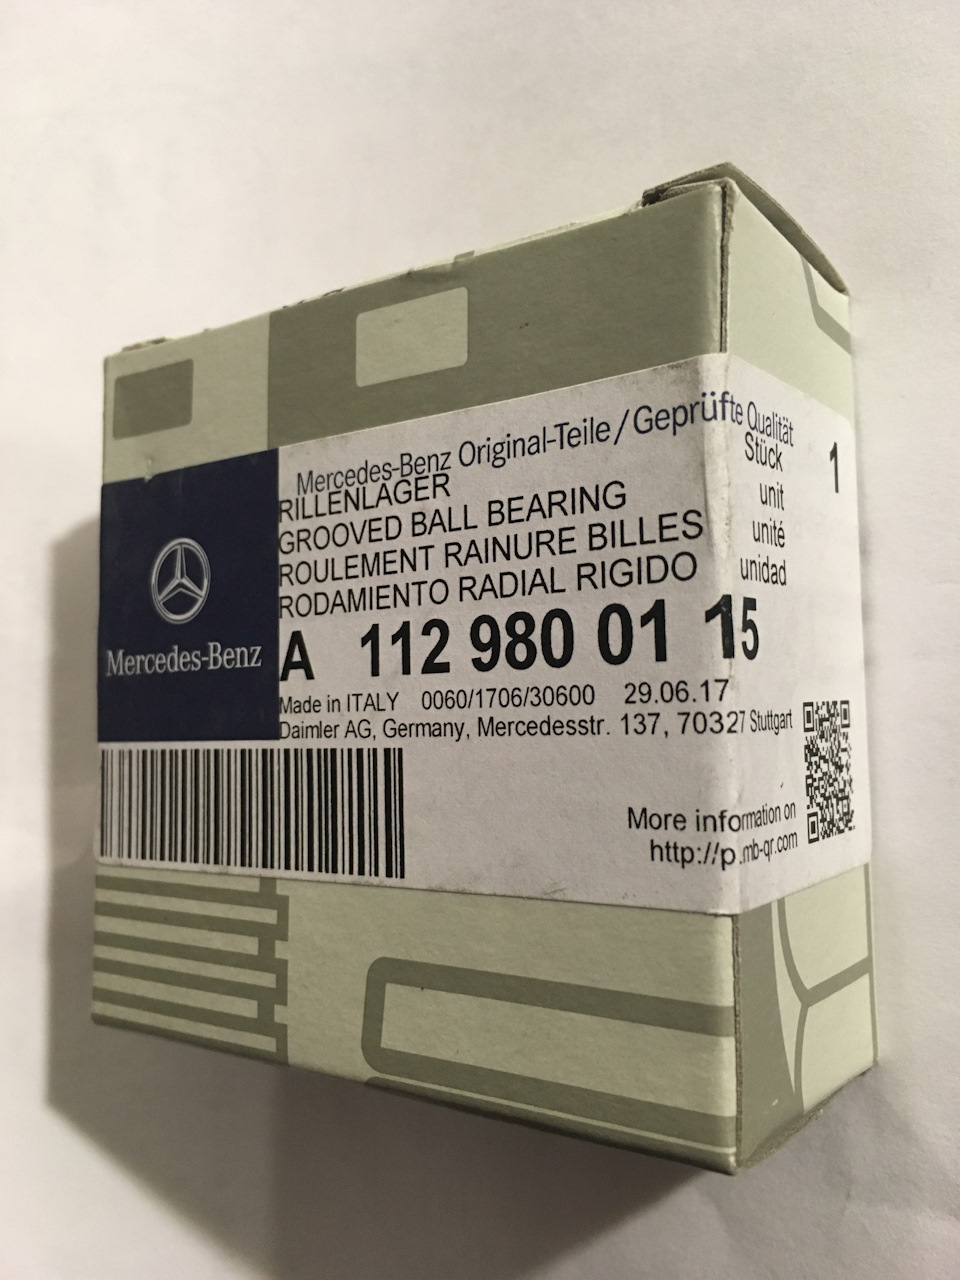 Mercedes-Benz Original-Teile/Geprüfte Qualität
RILLENLAGER
GROOVED BALL BEARING
ROULEMENT RAINURE BILLES
RODAMIENTO RADIAL RIGIDO
Stück 1
unit
unité
unidad
A 112 980 01 15
Mercedes-Benz
Made in ITALY 0060/1706/30600 29.06.17
Daimler AG, Germany, Mercedesstr. 137, 70327 Stuttgart
More information on
http://p.mb-qr.com